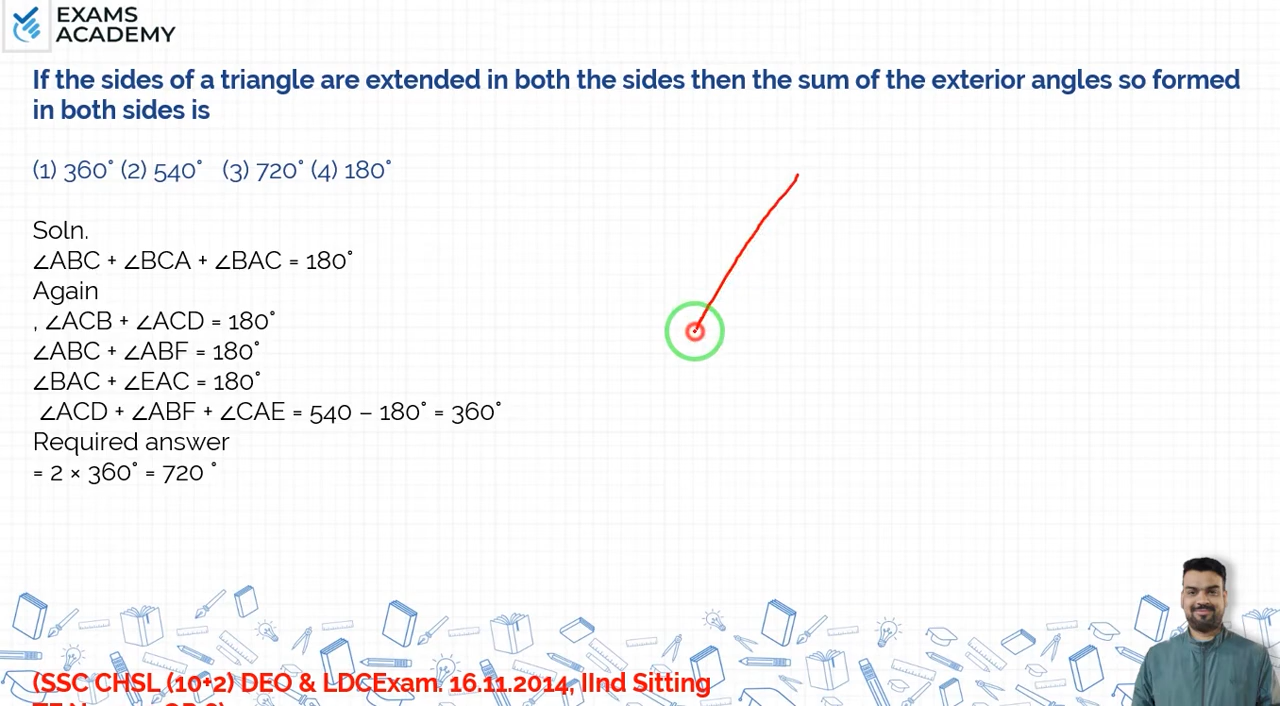 EXAMS
ACADEMY
If the sides of a triangle are extended in both the sides then the sum of the exterior angles so formed
in both sides is
(1) 360˚ (2) 540˚ (3) 720˚ (4) 180˚
Soln.
∠ABC + ∠BCA + ∠BAC = 180˚
Again
, ∠ACB + ∠ACD = 180˚
∠ABC + ∠ABF = 180˚
∠BAC + ∠EAC = 180˚
∠ACD + ∠ABF + ∠CAE = 540 – 180˚ = 360˚
Required answer
= 2 × 360˚ = 720 ˚
(SSC CHSL (10+2) DEO & LDCExam. 16.11.2014, IInd Sitting